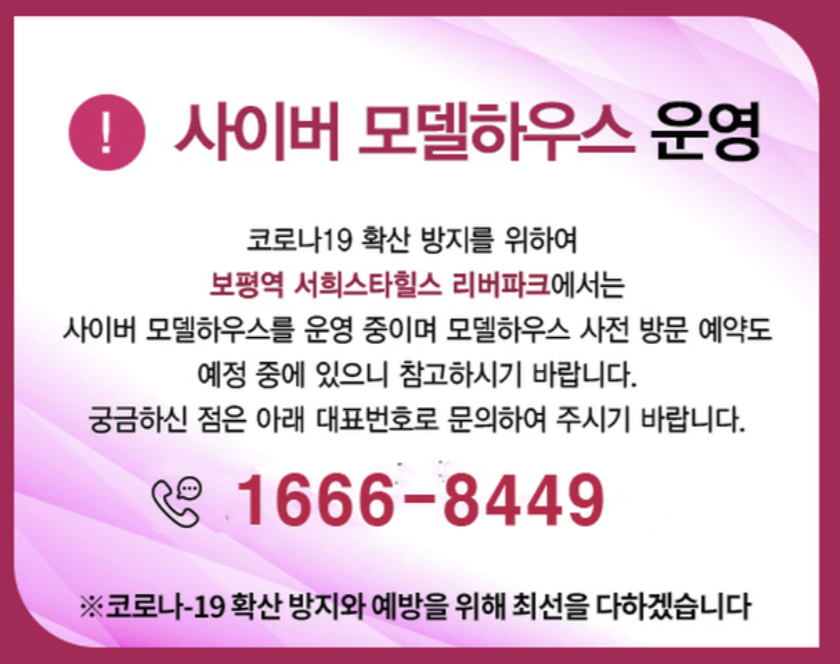 ! 사이버 모델하우스 운영
코로나19 확산 방지를 위하여
보평역 서희스타힐스 리버파크에서는
사이버 모델하우스를 운영 중이며 모델하우스 사전 방문 예약도
예정 중에 있으니 참고하시기 바랍니다.
궁금하신 점은 아래 대표번호로 문의하여 주시기 바랍니다.
1666-8449
※코로나-19 확산 방지와 예방을 위해 최선을 다하겠습니다